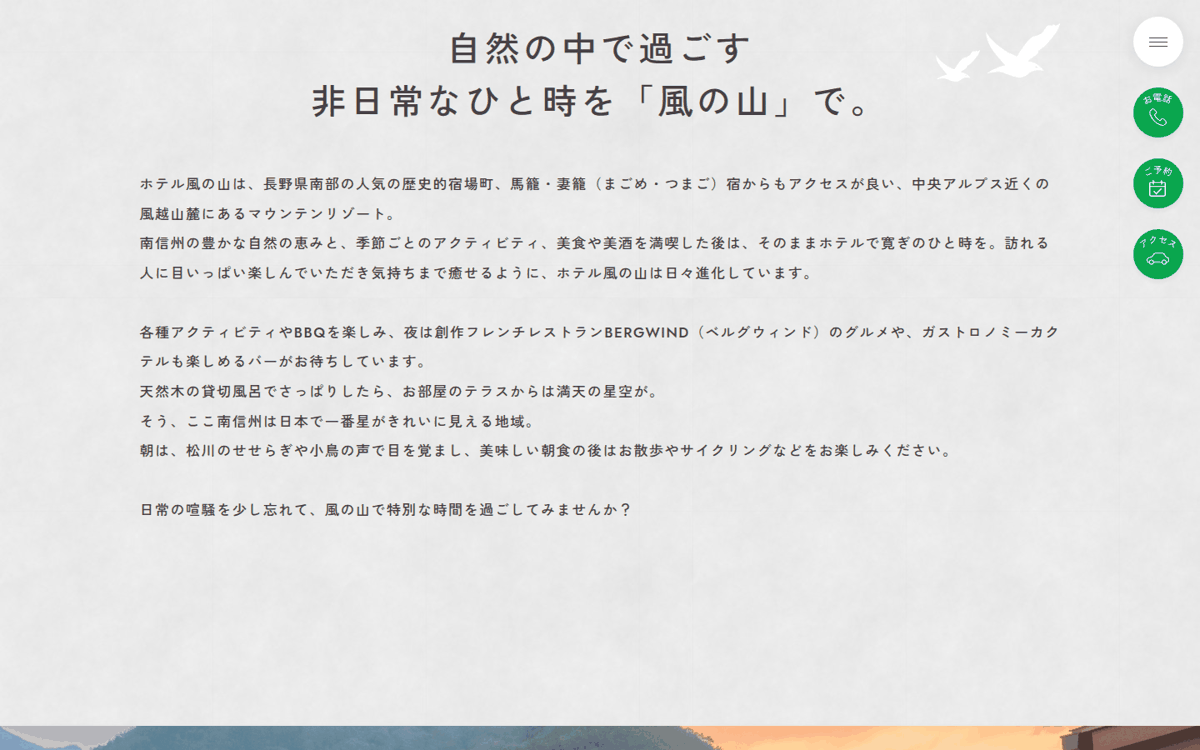 自然の中で過ごす
非日常なひと時を「風の山」で。
お電話
ご予約
アクセス
ホテル風の山は、長野県南部の人気の歴史的宿場町、馬籠・妻籠（まごめ・つまご）宿からもアクセスが良い、中央アルプス近くの
風越山麓にあるマウンテンリゾート。
南信州の豊かな自然の恵みと、季節ごとのアクティビティ、美食や美酒を満喫した後は、そのままホテルで寛ぎのひと時を。訪れる
人に目いっぱい楽しんでいただき気持ちまで癒せるように、ホテル風の山は日々進化しています。
各種アクティビティやBBQを楽しみ、夜は創作フレンチレストランBERGWIND（ベルグウィンド）のグルメや、ガストロノミーカク
テルも楽しめるバーがお待ちしています。
天然木の貸切風呂でさっぱりしたら、お部屋のテラスからは満天の星空が。
そう、ここ南信州は日本で一番星がきれいに見える地域。
朝は、松川のせせらぎや小鳥の声で目を覚まし、美味しい朝食の後はお散歩やサイクリングなどをお楽しみください。
日常の喧騒を少し忘れて、風の山で特別な時間を過ごしてみませんか？